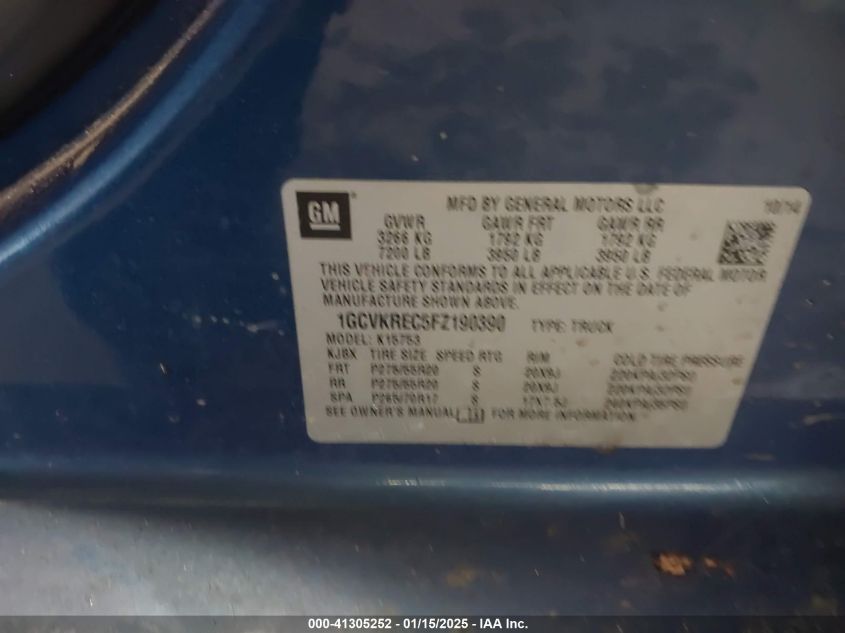 GM
MFD BY GENERAL MOTORS LLC 10/14
GVWR GAWR FRT GAWR RR
3266 KG 1792 KG 1792 KG
7200 LB 3950 LB 3950 LB
THIS VEHICLE CONFORMS TO ALL APPLICABLE U.S. FEDERAL MOTOR
VEHICLE SAFETY STANDARDS IN EFFECT ON THE DATE OF
MANUFACTURE SHOWN ABOVE.
1GCVKREC5FZ190390 TYPE: TRUCK
MODEL: K15753
KJBX TIRE SIZE SPEED RTG RIM COLD TIRE PRESSURE
FRT P275/55R20 S 20X9J
RR P275/55R20 S 20X9J
SPA P265/70R17 S 17X7.5J
SEE OWNER'S MANUAL FOR MORE INFORMATION
000-41305252 - 01/15/2025 - IAA Inc.